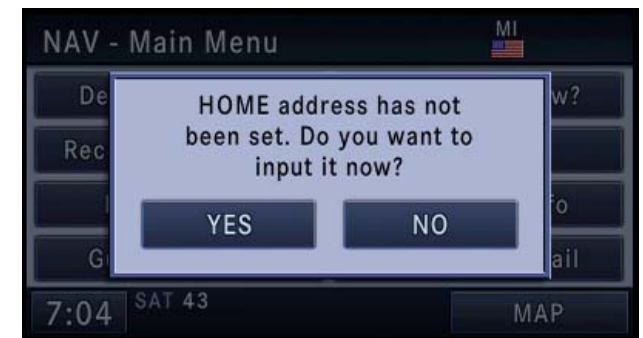 NAV - Main Menu
MI
HOME address has not
been set. Do you want to
input it now?
YES
NO
7:04
SAT 43
MAP